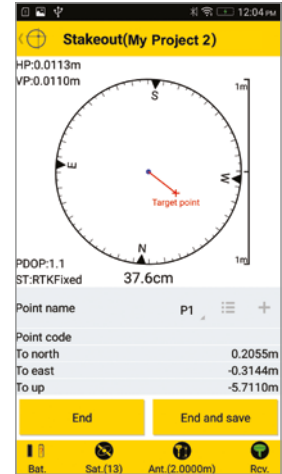 12:04 PM
Stakeout(My Project 2)
HP:0.0113m
VP:0.0110m
1m
S
E
W
Target point
N
1m
PDOP:1.1
ST:RTKFixed 37.6cm
Point name P1
Point code
To north 0.2055m
To east -0.3144m
To up -5.7110m
End End and save
Bat. Sat.(13) Ant.(2.0000m) Rcv.